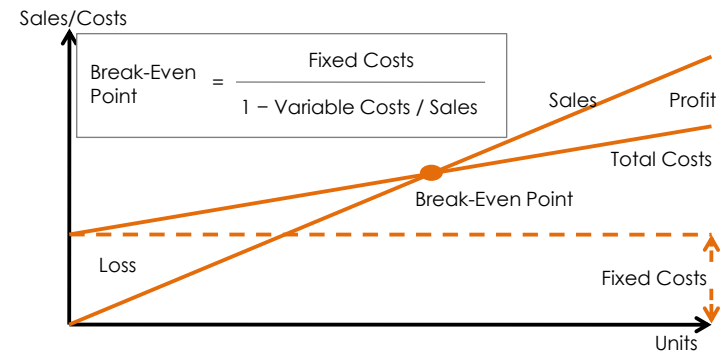 Sales/Costs
Break-Even
Point
=
Fixed Costs
1 − Variable Costs / Sales
Sales
Profit
Total Costs
Break-Even Point
Loss
Fixed Costs
Units